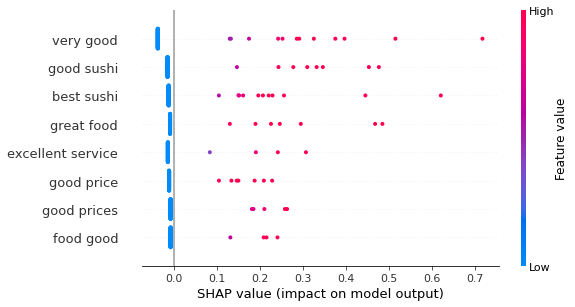 High
very good
good sushi
best sushi
great food
excellent service
good price
good prices
food good
Feature value
Low
0.0 0.1 0.2 0.3 0.4 0.5 0.6 0.7
SHAP value (impact on model output)